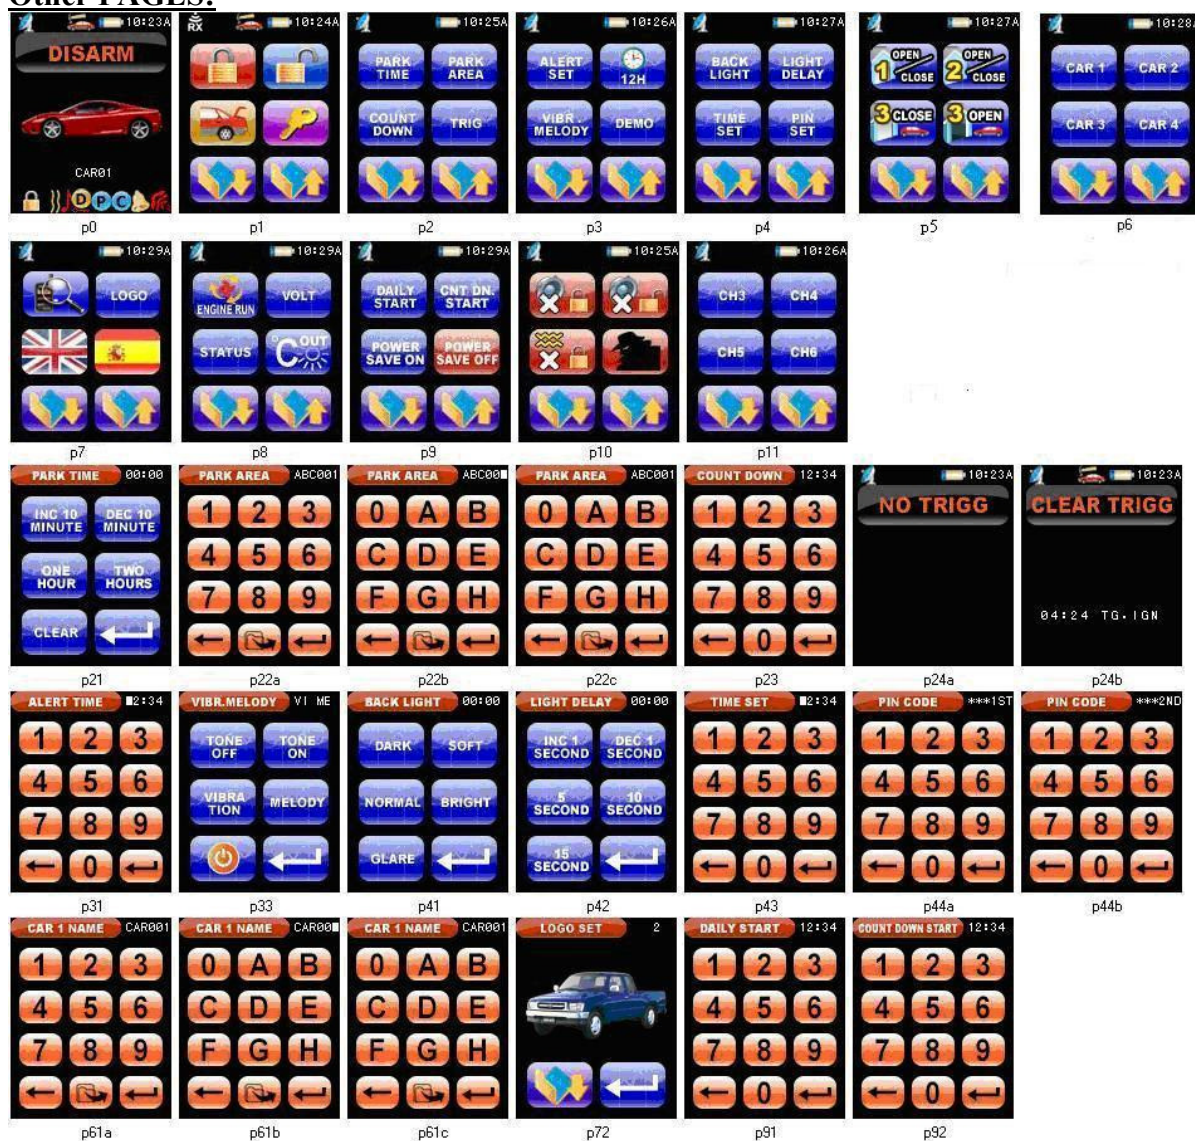 Other PAGES:
10:23A RX 10:24A 10:25A 10:26A 10:27A 10:27A 10:28
DISARM
PARK TIME PARK AREA ALERT SET 12H BACK LIGHT LIGHT DELAY 1 OPEN CLOSE 2 OPEN CLOSE CAR 1 CAR 2
COUNT DOWN TRIG VIBR. MELODY DEMO TIME SET PIN SET 3 CLOSE 3 OPEN CAR 3 CAR 4
CAR01
D P C
p0 p1 p2 p3 p4 p5 p6
10:29A 10:29A 10:29A 10:25A 10:26A
LOGO ENGINE RUN VOLT DAILY START CNT DN. START CH3 CH4
STATUS °C OUT POWER SAVE ON POWER SAVE OFF CH5 CH6
p7 p8 p9 p10 p11
PARK TIME 00:00 PARK AREA ABC001 PARK AREA ABC00 PARK AREA ABC001 COUNT DOWN 12:34 10:23A 10:23A
INC 10 MINUTE DEC 10 MINUTE 1 2 3 0 A B 0 A B 1 2 3 NO TRIGG CLEAR TRIGG
ONE HOUR TWO HOURS 4 5 6 C D E C D E 4 5 6
7 8 9 F G H F G H 7 8 9 04:24 TG.IGN
CLEAR 0
p21 p22a p22b p22c p23 p24a p24b
ALERT TIME 2:34 VIBR.MELODY VI ME BACK LIGHT 00:00 LIGHT DELAY 00:00 TIME SET 2:34 PIN CODE ***1ST PIN CODE ***2ND
1 2 3 TONE OFF TONE ON DARK SOFT INC 1 SECOND DEC 1 SECOND 1 2 3 1 2 3 1 2 3
4 5 6 VIBRA TION MELODY NORMAL BRIGHT 5 SECOND 10 SECOND 4 5 6 4 5 6 4 5 6
7 8 9 7 8 9 7 8 9 7 8 9
0 GLARE 15 SECOND 0 0 0
p31 p33 p41 p42 p43 p44a p44b
CAR 1 NAME CAR001 CAR 1 NAME CAR00 CAR 1 NAME CAR001 LOGO SET 2 DAILY START 12:34 COUNT DOWN START 12:34
1 2 3 0 A B 0 A B 1 2 3 1 2 3
4 5 6 C D E C D E 4 5 6 4 5 6
7 8 9 F G H F G H 7 8 9 7 8 9
0 0
p61a p61b p61c p72 p91 p92